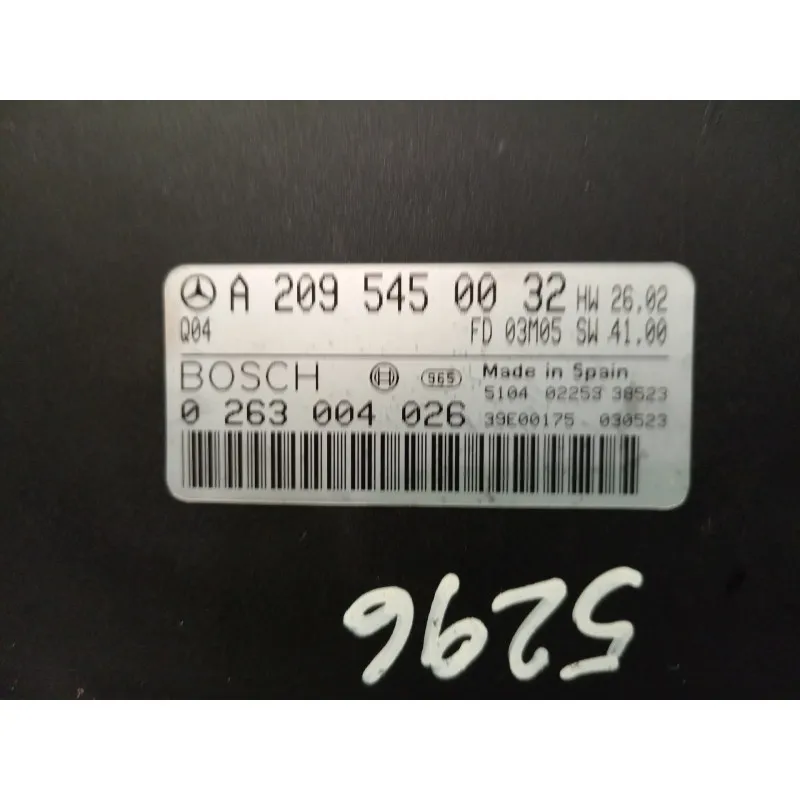 A 209 545 00 32 HW 26.02
Q04 FD 03M05 SW 41.00
BOSCH 965 Made in Spain
5104 02253 38523
0 263 004 026 39E00175 030523
5296